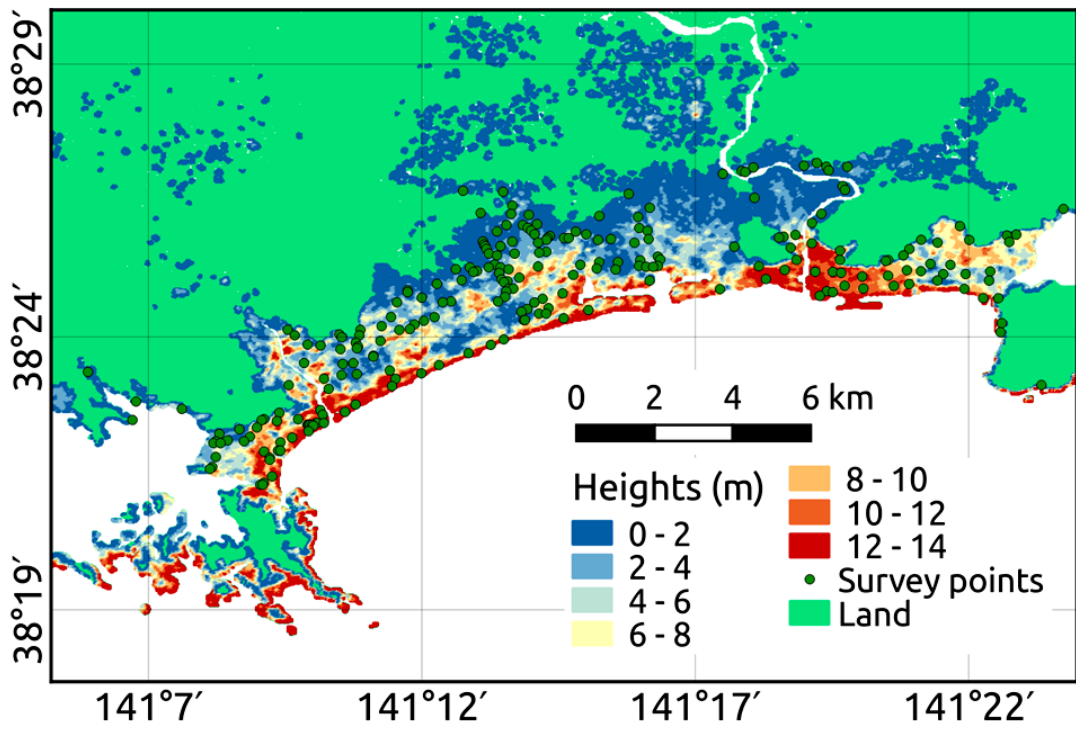 38°29′
38°24′
38°19′
0 2 4 6 km
Heights (m)
0 - 2
2 - 4
4 - 6
6 - 8
8 - 10
10 - 12
12 - 14
Survey points
Land
141°7′ 141°12′ 141°17′ 141°22′